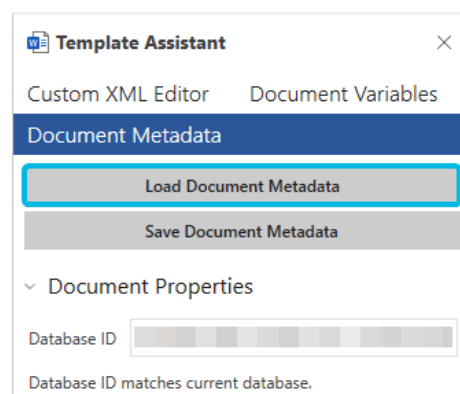 Template Assistant
Custom XML Editor Document Variables
Document Metadata
Load Document Metadata
Save Document Metadata
Document Properties
Database ID
Database ID matches current database.